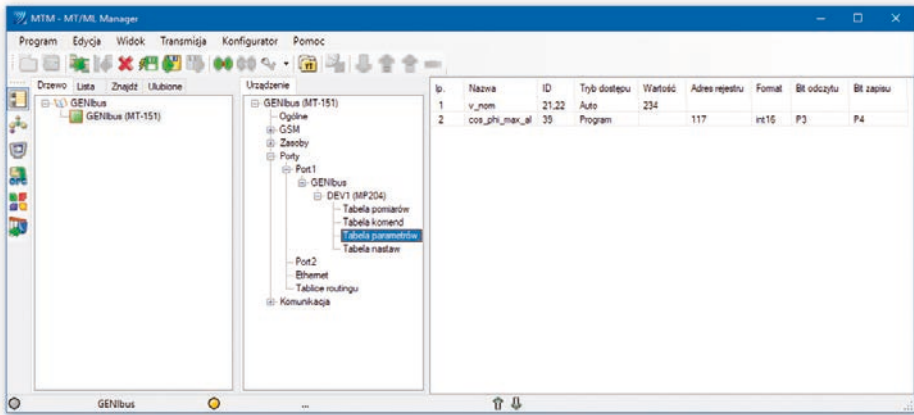 MTM - MT/ML Manager
Program Edycja Widok Transmisja Konfigurator Pomoc
Drzewo Lista Znajdź Ulubione
GENIbus
GENIbus (MT-151)
Urządzenie
GENIbus (MT-151)
Ogólne
GSM
Zasoby
Porty
Port1
GENIbus
DEV1 (MP204)
Tabela pomiarów
Tabela komend
Tabela parametrów
Tabela nastaw
Port2
Ethernet
Tablice routingu
Komunikacja
lp. Nazwa ID Tryb dostępu Wartość Adres rejestru Format Bit odczytu Bit zapisu
1 v_nom 21,22 Auto 234
2 cos_phi_max_al 39 Program 117 int16 P3 P4
GENIbus ...